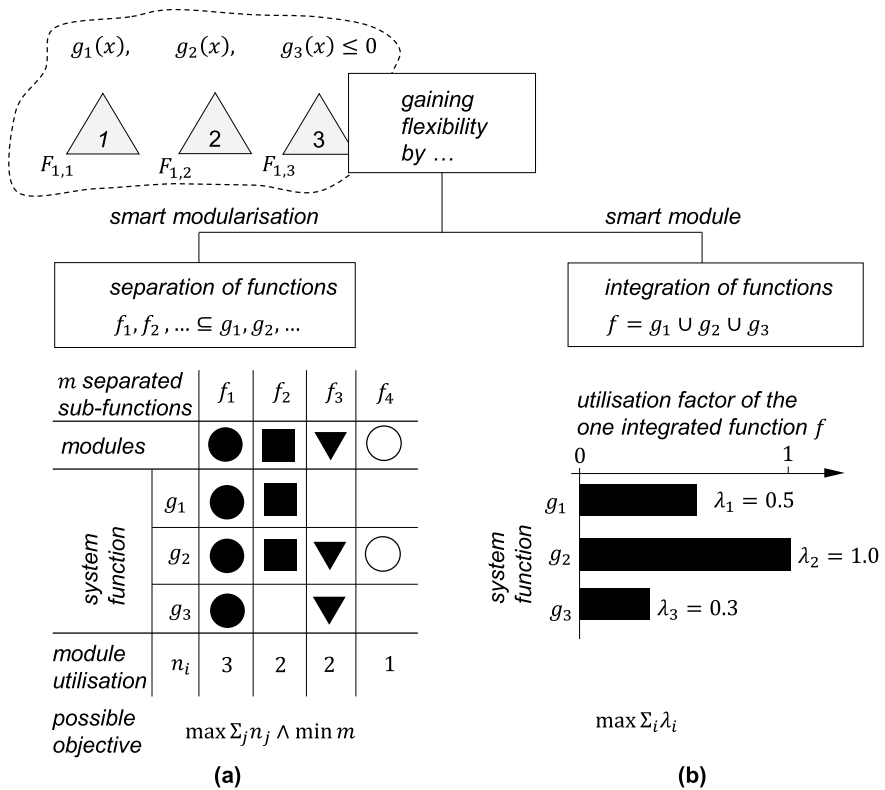 g₁(x), g₂(x), g₃(x) ≤ 0
1 2 3
F₁,₁ F₁,₂ F₁,₃
gaining
flexibility
by …
smart modularisation
smart module
separation of functions
f₁, f₂ , … ⊆ g₁, g₂, …
integration of functions
f = g₁ ∪ g₂ ∪ g₃
m separated
sub-functions
f₁ f₂ f₃ f₄
modules
system
function
g₁
g₂
g₃
module
utilisation
nᵢ 3 2 2 1
possible
objective
max Σⱼnⱼ ∧ min m
(a)
utilisation factor of the
one integrated function f
0 1
system
function
g₁ λ₁ = 0.5
g₂ λ₂ = 1.0
g₃ λ₃ = 0.3
max Σᵢλᵢ
(b)